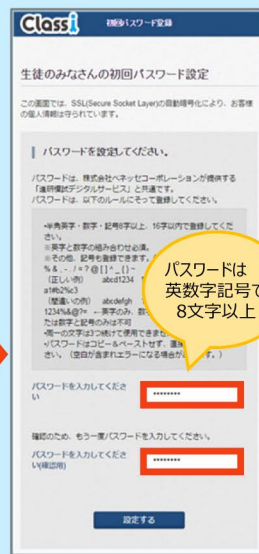 Classi 初回パスワード登録
生徒のみなさんの初回パスワード設定
この画面では、SSL(Secure Socket Layer)の自動暗号化により、お客様
の個人情報は守られています。
パスワードを設定してください。
パスワードは、株式会社ベネッセコーポレーションが提供する
「進研模試デジタルサービス」と共通です。
パスワードは、以下のルールにそって登録してください。
・半角英字・数字・記号8字以上、16字以内で登録してくだ
さい。
※英字と数字の組み合わせ必須。
※その他、記号も登録できます。
% & , - . / = ? @ [ ] ^ _ { } ~
(正しい例) abcd1234
a1#b2%c3
(間違いの例) abcdefgh
1234%&@?= ←英字のみ、数
たは数字と記号のみは不可
・同一の文字は3つ続けて使用できま
・パスワードはコピー&ペーストせず、直接
さい。(空白が含まれエラーになる場合が す。)
パスワードは
英数字記号で
8文字以上
パスワードを入力してくださ
い
********
確認のため、もう一度パスワードを入力してください。
パスワードを入力してくださ
い(確認用)
********
設定する